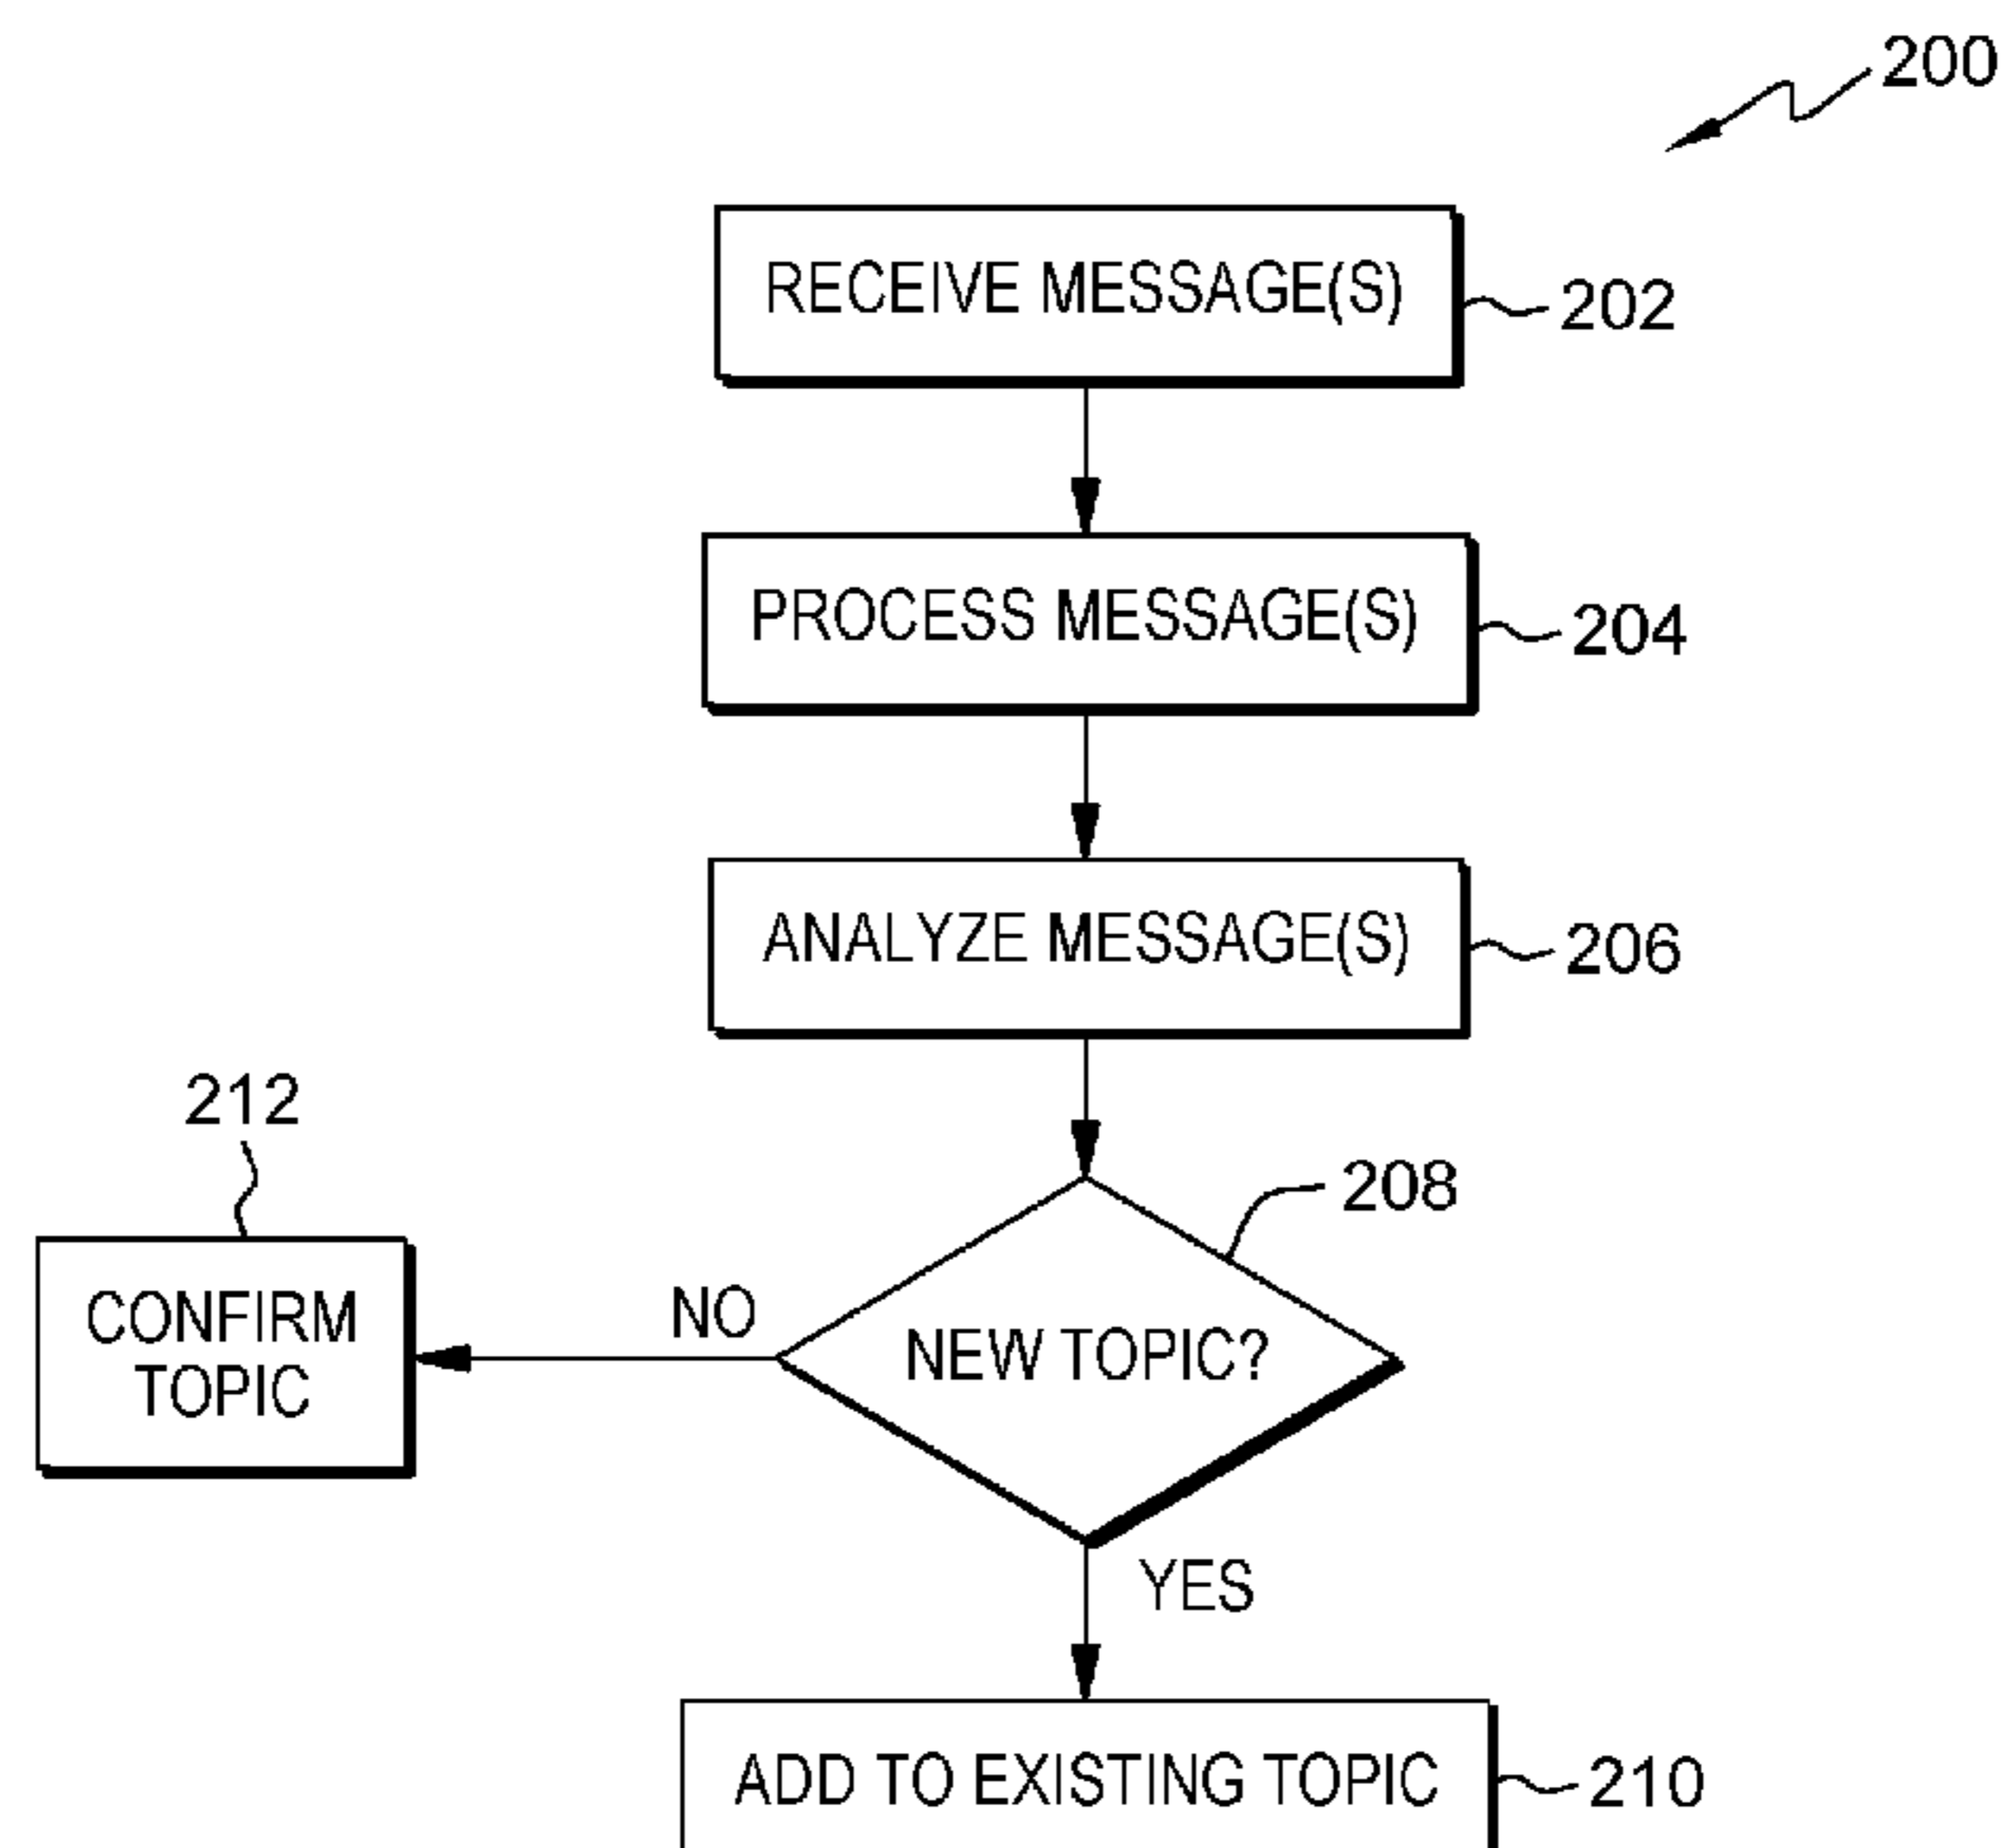 200
RECEIVE MESSAGE(S)
202
PROCESS MESSAGE(S)
204
ANALYZE MESSAGE(S)
206
212
208
CONFIRM
TOPIC
NO
NEW TOPIC?
YES
ADD TO EXISTING TOPIC
210